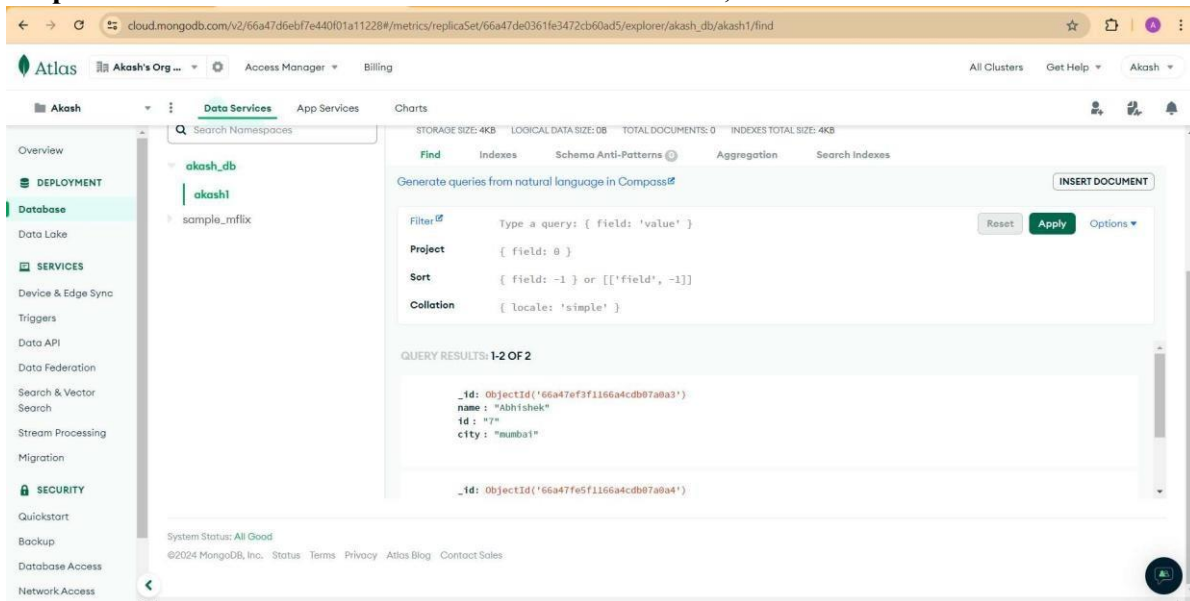 cloud.mongodb.com/v2/66a47d6ebf7e440f01a11228#/metrics/replicaSet/66a47de0361fe3472cb60ad5/explorer/akash_db/akash1/find
A
Atlas Akash's Org ... Access Manager Billing All Clusters Get Help Akash
Akash Data Services App Services Charts
Overview
DEPLOYMENT
Database
Data Lake
SERVICES
Device & Edge Sync
Triggers
Data API
Data Federation
Search & Vector
Search
Stream Processing
Migration
SECURITY
Quickstart
Backup
Database Access
Network Access
Search Namespaces
akash_db
akash1
sample_mflix
STORAGE SIZE: 4KB LOGICAL DATA SIZE: 0B TOTAL DOCUMENTS: 0 INDEXES TOTAL SIZE: 4KB
Find Indexes Schema Anti-Patterns 0 Aggregation Search Indexes
Generate queries from natural language in Compass INSERT DOCUMENT
Filter Type a query: { field: 'value' } Reset Apply Options
Project { field: 0 }
Sort { field: -1 } or [['field', -1]]
Collation { locale: 'simple' }
QUERY RESULTS: 1-2 OF 2
_id: ObjectId('66a47ef3f1166a4cdb07a0a3')
name : "Abhishek"
id : "7"
city : "mumbai"
_id: ObjectId('66a47fe5f1166a4cdb07a0a4')
System Status: All Good
©2024 MongoDB, Inc. Status Terms Privacy Atlas Blog Contact Sales